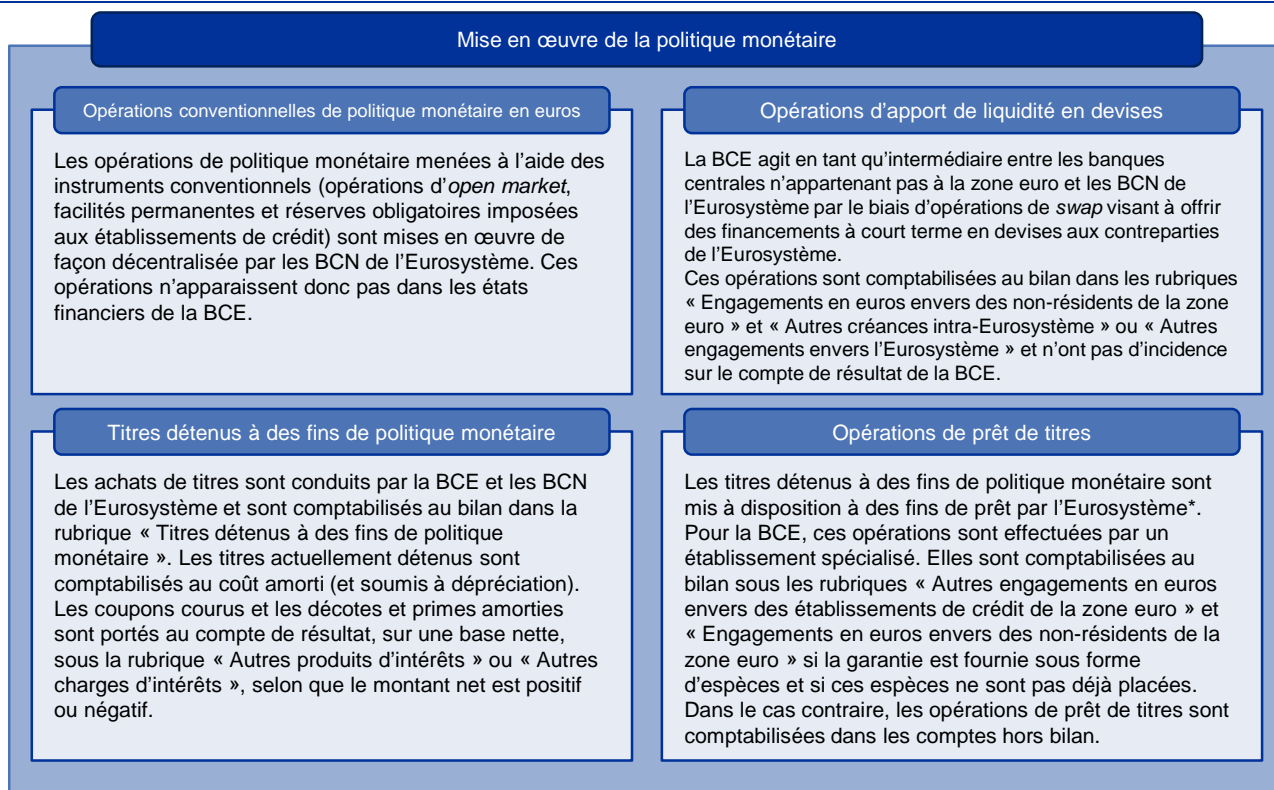 Mise en œuvre de la politique monétaire
Opérations conventionnelles de politique monétaire en euros
Les opérations de politique monétaire menées à l’aide des
instruments conventionnels (opérations d’open market,
facilités permanentes et réserves obligatoires imposées
aux établissements de crédit) sont mises en œuvre de
façon décentralisée par les BCN de l’Eurosystème. Ces
opérations n’apparaissent donc pas dans les états
financiers de la BCE.
Opérations d’apport de liquidité en devises
La BCE agit en tant qu’intermédiaire entre les banques
centrales n’appartenant pas à la zone euro et les BCN de
l’Eurosystème par le biais d’opérations de swap visant à offrir
des financements à court terme en devises aux contreparties
de l’Eurosystème.
Ces opérations sont comptabilisées au bilan dans les rubriques
« Engagements en euros envers des non-résidents de la zone
euro » et « Autres créances intra-Eurosystème » ou « Autres
engagements envers l’Eurosystème » et n’ont pas d’incidence
sur le compte de résultat de la BCE.
Titres détenus à des fins de politique monétaire
Les achats de titres sont conduits par la BCE et les BCN
de l’Eurosystème et sont comptabilisés au bilan dans la
rubrique « Titres détenus à des fins de politique
monétaire ». Les titres actuellement détenus sont
comptabilisés au coût amorti (et soumis à dépréciation).
Les coupons courus et les décotes et primes amorties
sont portés au compte de résultat, sur une base nette,
sous la rubrique « Autres produits d’intérêts » ou « Autres
charges d’intérêts », selon que le montant net est positif
ou négatif.
Opérations de prêt de titres
Les titres détenus à des fins de politique monétaire sont
mis à disposition à des fins de prêt par l’Eurosystème*.
Pour la BCE, ces opérations sont effectuées par un
établissement spécialisé. Elles sont comptabilisées au
bilan sous les rubriques « Autres engagements en euros
envers des établissements de crédit de la zone euro » et
« Engagements en euros envers des non-résidents de la
zone euro » si la garantie est fournie sous forme
d’espèces et si ces espèces ne sont pas déjà placées.
Dans le cas contraire, les opérations de prêt de titres sont
comptabilisées dans les comptes hors bilan.